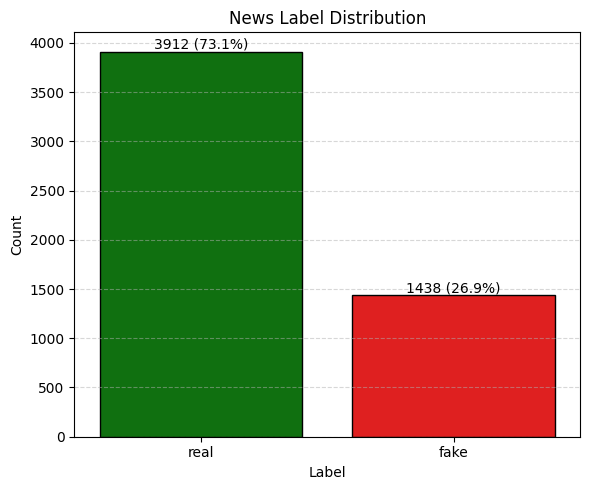 News Label Distribution
4000
3912 (73.1%)
3500
3000
2500
2000
Count
1500
1438 (26.9%)
1000
500
0
real
fake
Label